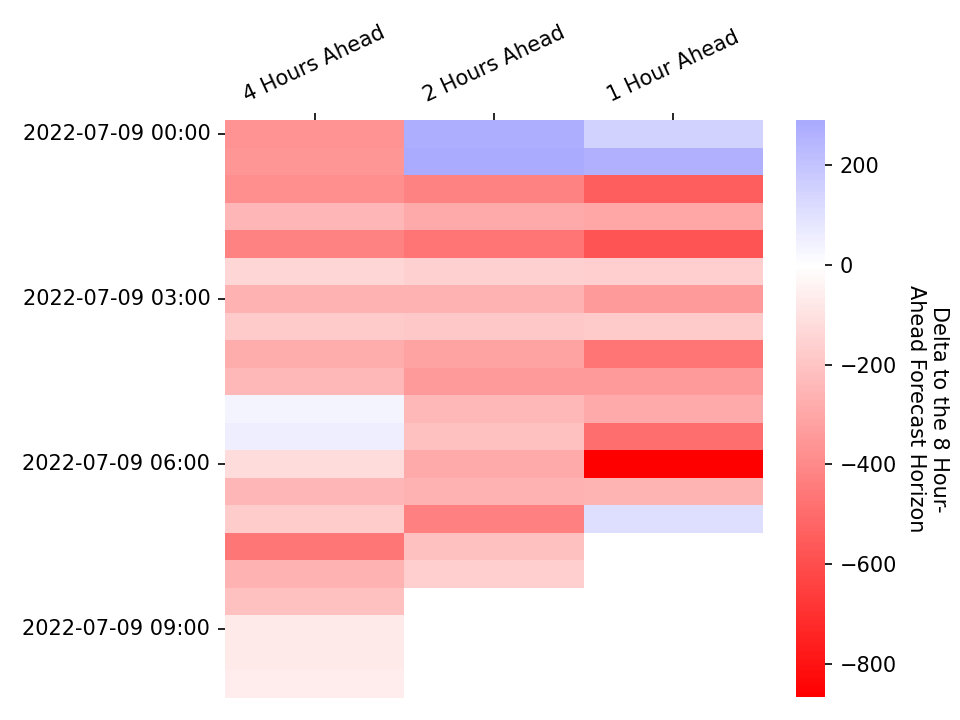 4 Hours Ahead
2 Hours Ahead
1 Hour Ahead
2022-07-09 00:00
2022-07-09 03:00
2022-07-09 06:00
2022-07-09 09:00
200
0
−200
−400
−600
−800
Delta to the 8 Hour-
Ahead Forecast Horizon